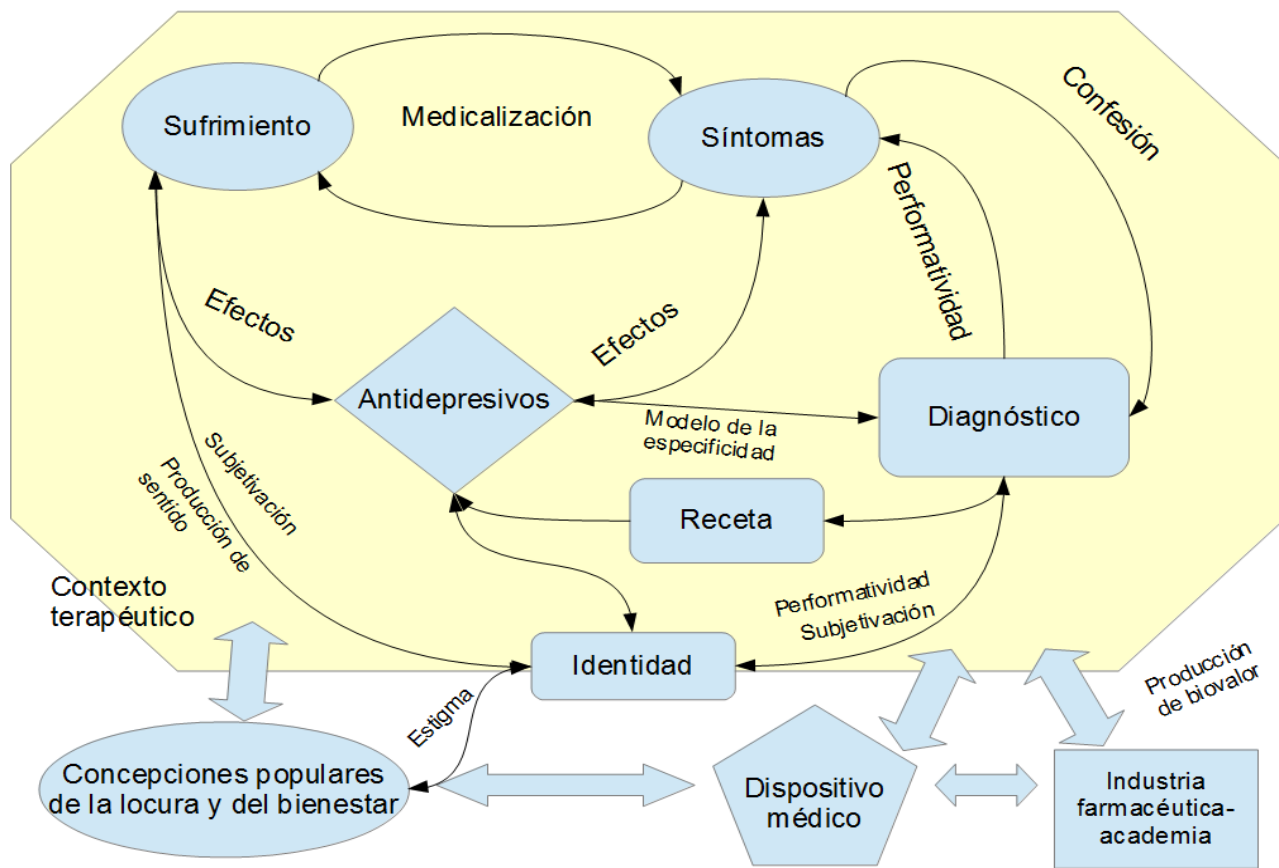 Sufrimiento
Medicalización
Síntomas
Confesión
Performatividad
Efectos
Efectos
Antidepresivos
Modelo de la
especificidad
Diagnóstico
Subjetivación
Producción de
sentido
Receta
Contexto
terapéutico
Performatividad
Subjetivación
Identidad
Producción
de biovalor
Estigma
Concepciones populares
de la locura y del bienestar
Dispositivo
médico
Industria
farmacéutica-
academia